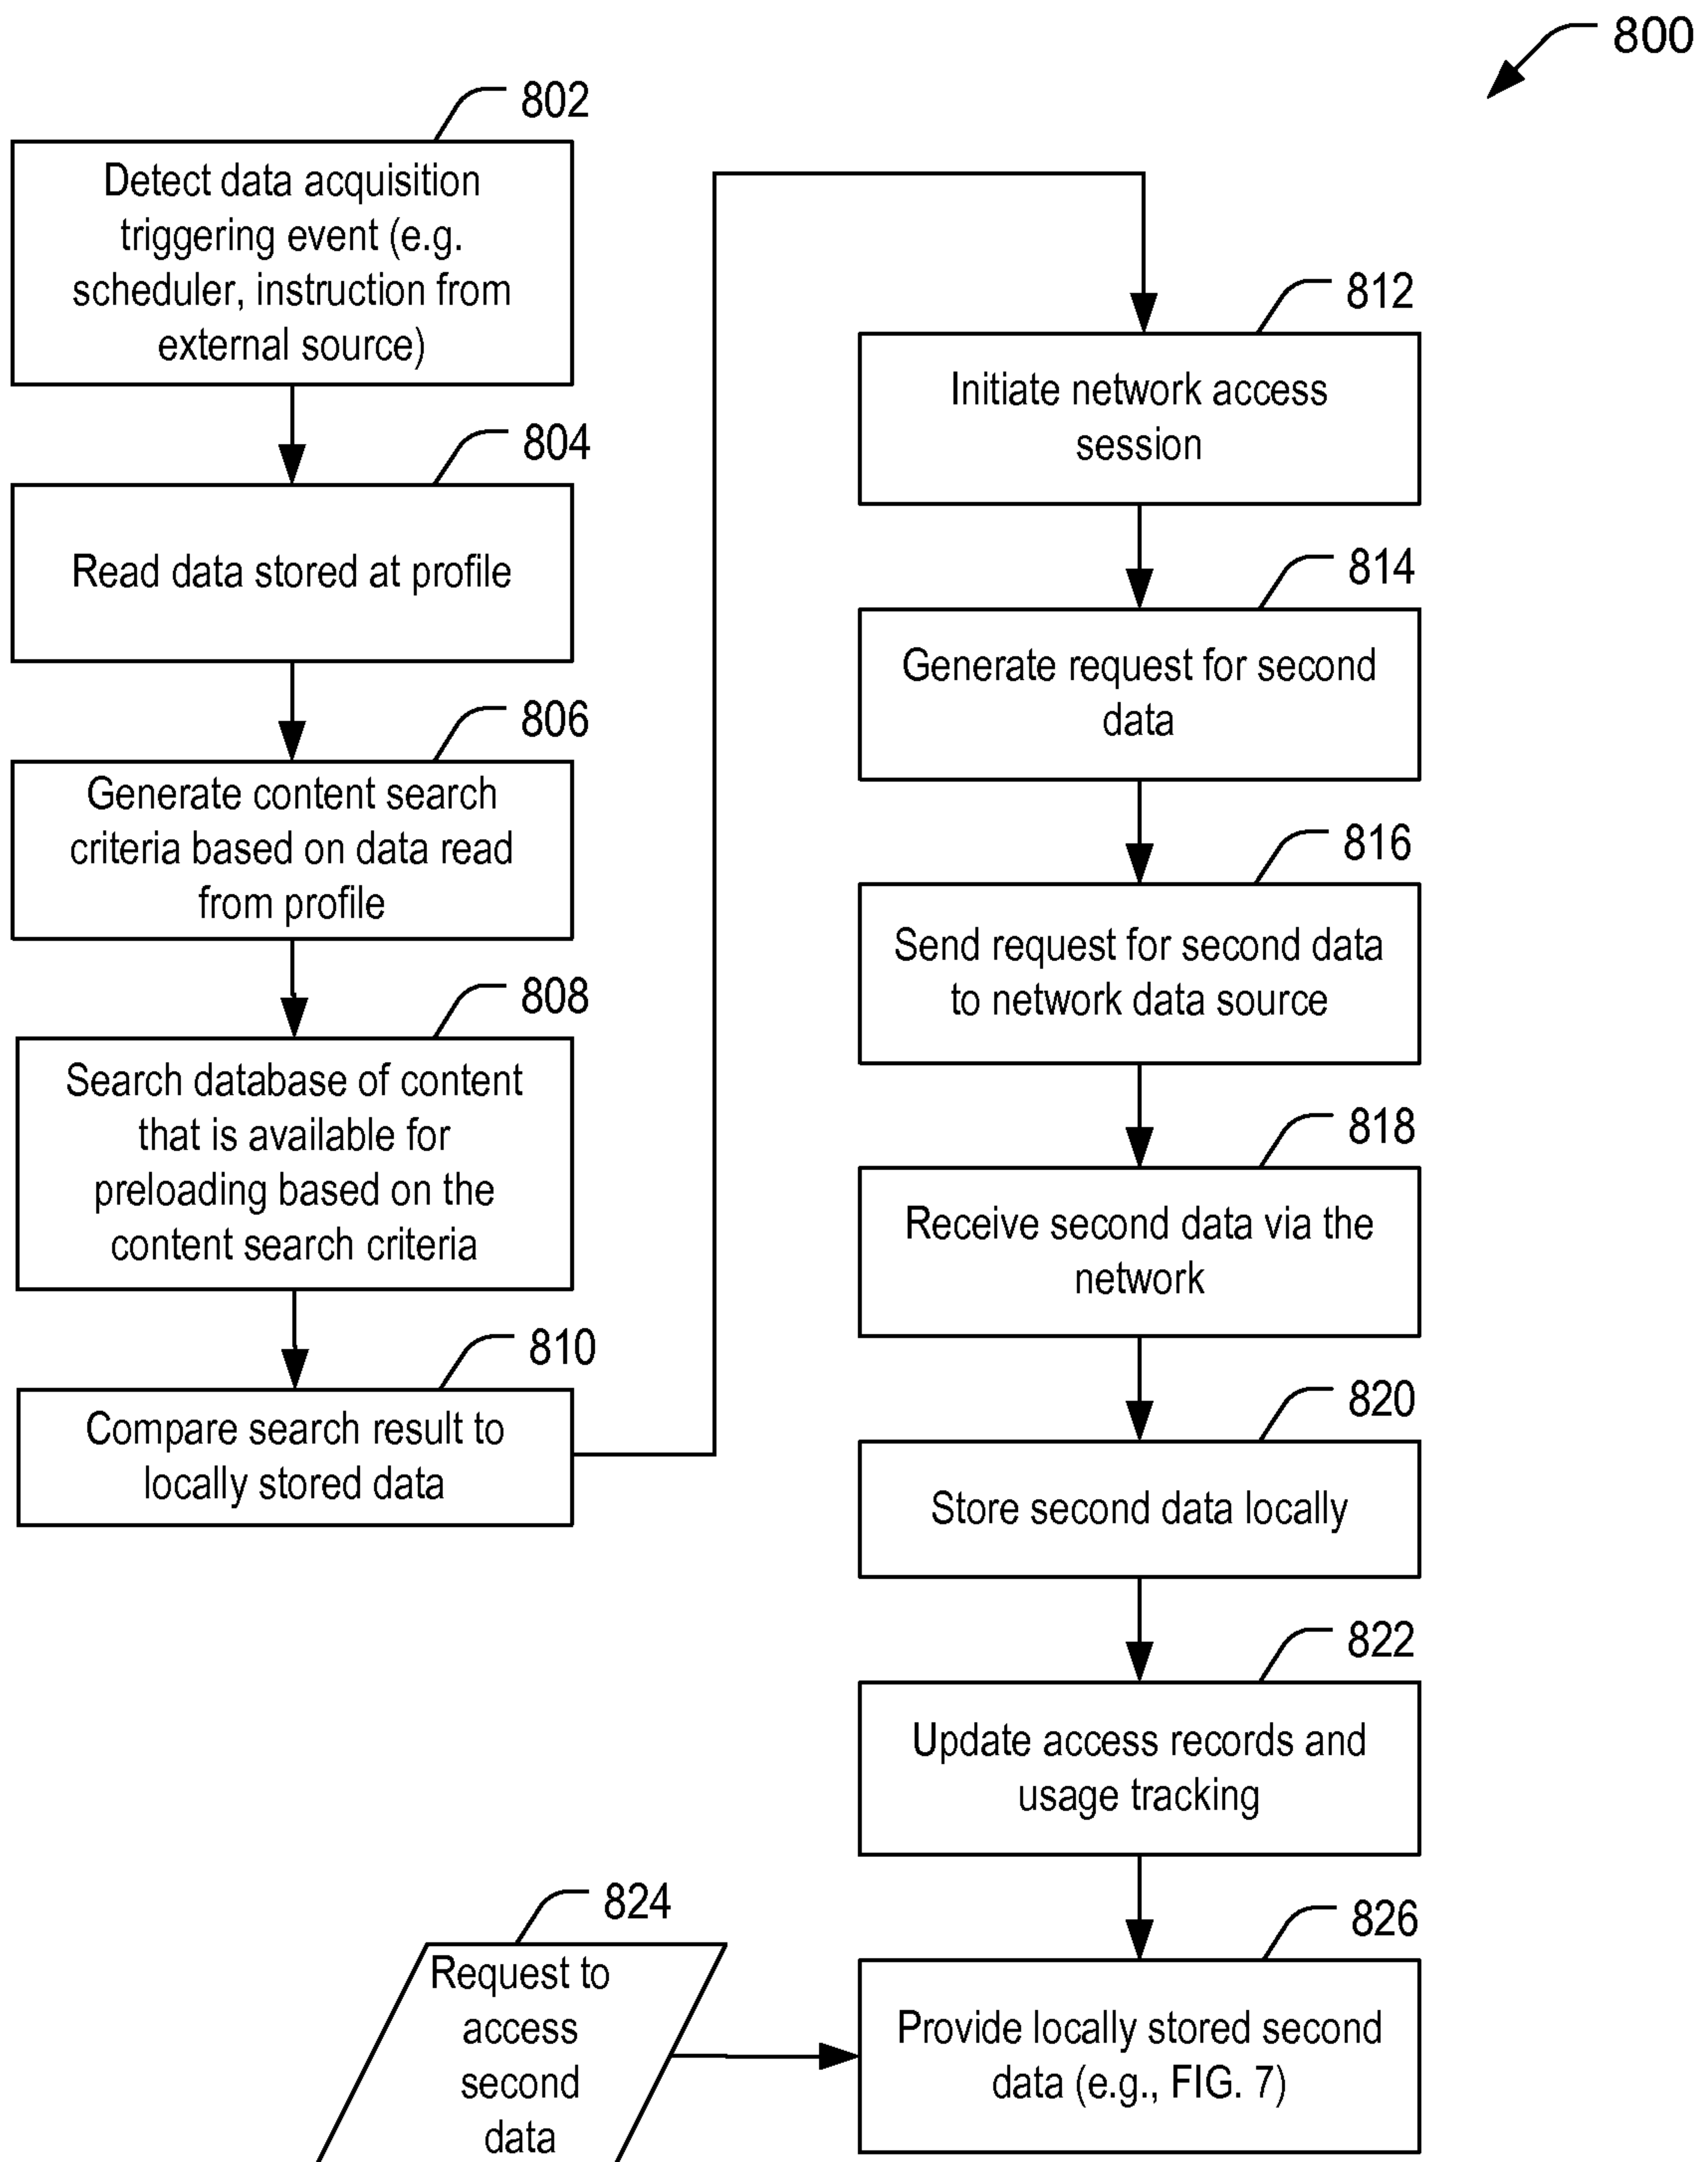 800
802
Detect data acquisition
triggering event (e.g.
scheduler, instruction from
external source)
804
Read data stored at profile
806
Generate content search
criteria based on data read
from profile
808
Search database of content
that is available for
preloading based on the
content search criteria
810
Compare search result to
locally stored data
812
Initiate network access
session
814
Generate request for second
data
816
Send request for second data
to network data source
818
Receive second data via the
network
820
Store second data locally
822
Update access records and
usage tracking
824
Request to
access
second
data
826
Provide locally stored second
data (e.g., FIG. 7)